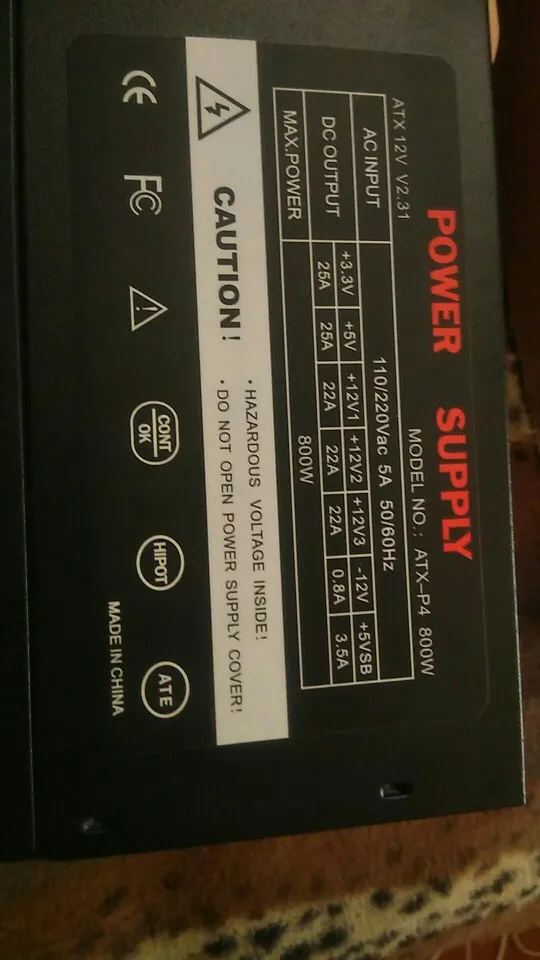 POWER SUPPLY
ATX 12V V2.31 MODEL NO.: ATX-P4 800W
AC INPUT 110/220Vac 5A 50/60Hz
DC OUTPUT +3.3V +5V +12V1 +12V2 +12V3 -12V +5VSB
25A 25A 22A 22A 22A 0.8A 3.5A
MAX.POWER 800W
CAUTION!
·HAZARDOUS VOLTAGE INSIDE!
·DO NOT OPEN POWER SUPPLY COVER!
CE FC CONT OK HIPOT ATE
MADE IN CHINA